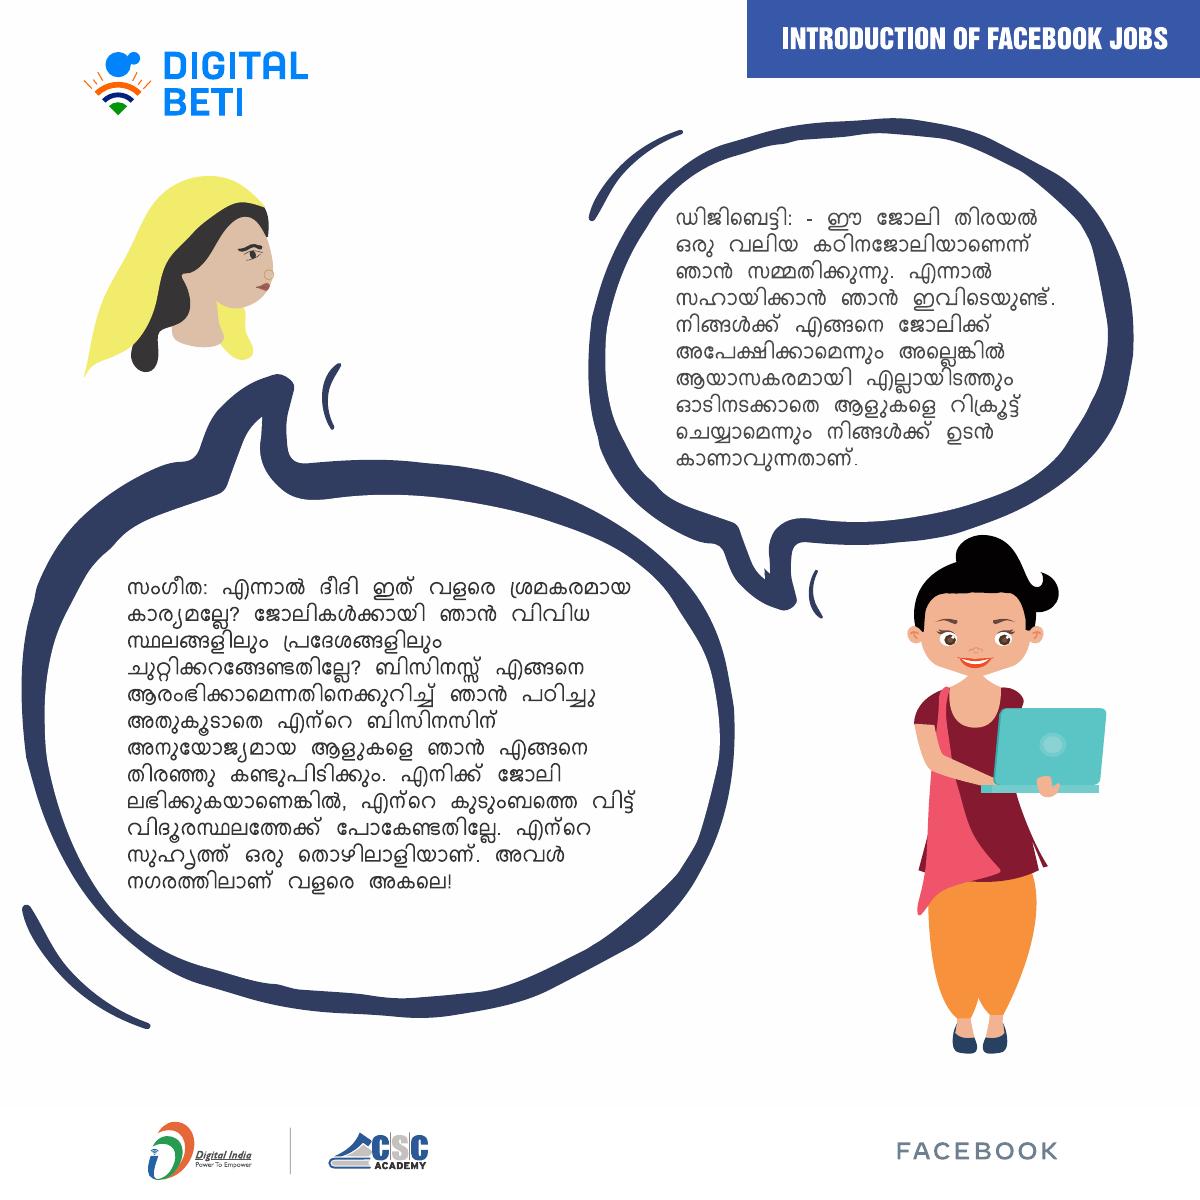 INTRODUCTION OF FACEBOOK JOBS
DIGITAL
BETI
ഡിജിബെട്ടി: - ഈ ജോലി തിരയൽ
ഒരു വലിയ കഠിനജോലിയാണെന്ന്
ഞാൻ സമ്മതിക്കുന്നു. എന്നാൽ
സഹായിക്കാൻ ഞാൻ ഇവിടെയുണ്ട്.
നിങ്ങൾക്ക് എങ്ങനെ ജോലിക്ക്
അപേക്ഷിക്കാമെന്നും അല്ലെങ്കിൽ
ആയാസകരമായി എല്ലായിടത്തും
ഓടിനടക്കാതെ ആളുകളെ റിക്രൂട്ട്
ചെയ്യാമെന്നും നിങ്ങൾക്ക് ഉടൻ
കാണാവുന്നതാണ്.
സംഗീത: എന്നാൽ ദീദി ഇത് വളരെ ശ്രമകരമായ
കാര്യമല്ലേ? ജോലികൾക്കായി ഞാൻ വിവിധ
സ്ഥലങ്ങളിലും പ്രദേശങ്ങളിലും
ചുറ്റിക്കറങ്ങേണ്ടതില്ലേ? ബിസിനസ്സ് എങ്ങനെ
ആരംഭിക്കാമെന്നതിനെക്കുറിച്ച് ഞാൻ പഠിച്ചു
അതുകൂടാതെ എന്റെ ബിസിനസിന്
അനുയോജ്യമായ ആളുകളെ ഞാൻ എങ്ങനെ
തിരഞ്ഞു കണ്ടുപിടിക്കും. എനിക്ക് ജോലി
ലഭിക്കുകയാണെങ്കിൽ, എന്റെ കുടുംബത്തെ വിട്ട്
വിദൂരസ്ഥലത്തേക്ക് പോകേണ്ടതില്ലേ. എന്റെ
സുഹൃത്ത് ഒരു തൊഴിലാളിയാണ്. അവൾ
നഗരത്തിലാണ് വളരെ അകലെ!
Digital India
Power To Empower
CSC
ACADEMY
FACEBOOK